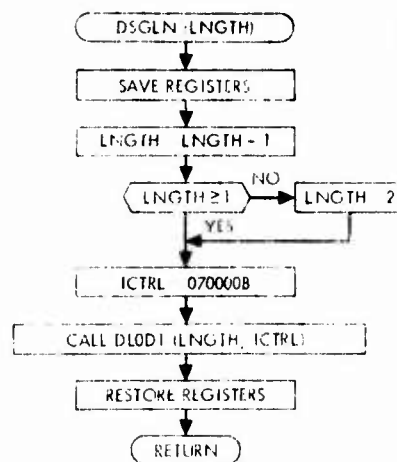 DSGLN (LNGTH)
SAVE REGISTERS
LNGTH LNGTH - 1
LNGTH ≥ 1
NO
LNGTH 2
YES
ICTRL 070000B
CALL DL0D1 (LNGTH, ICTRL)
RESTORE REGISTERS
RETURN